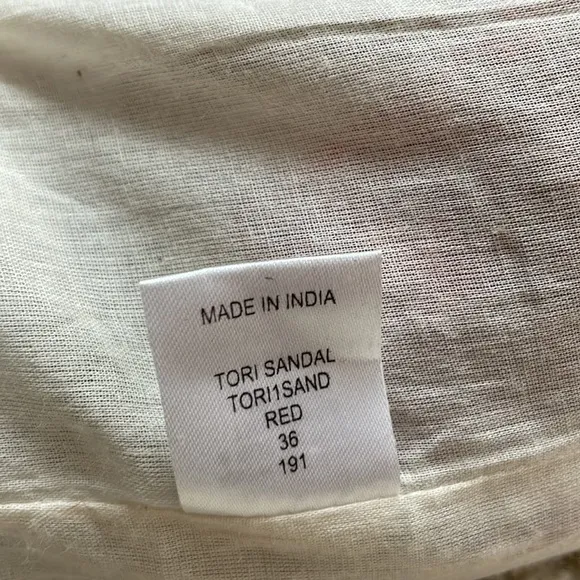 MADE IN INDIA
TORI SANDAL
TORI1SAND
RED
36
191